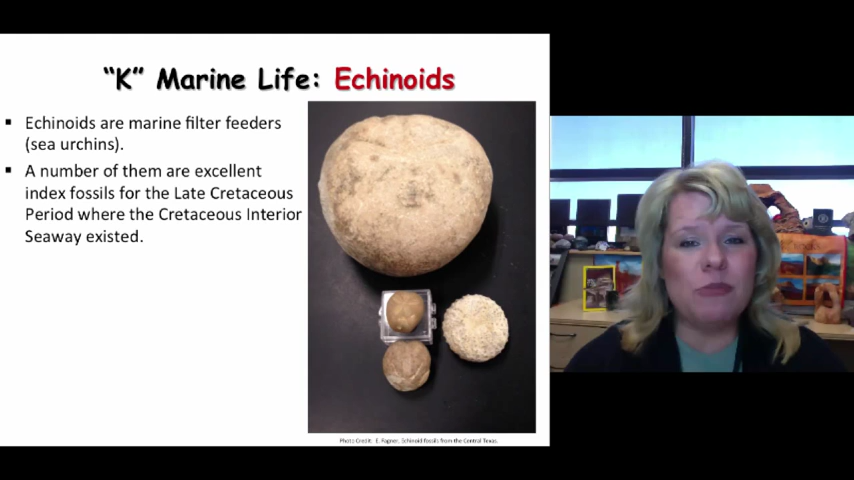 “K” Marine Life: Echinoids
▪ Echinoids are marine filter feeders
(sea urchins).
▪ A number of them are excellent
index fossils for the Late Cretaceous
Period where the Cretaceous Interior
Seaway existed.
Photo Credit: E. Fagner, Echinoid fossils from the Central Texas.